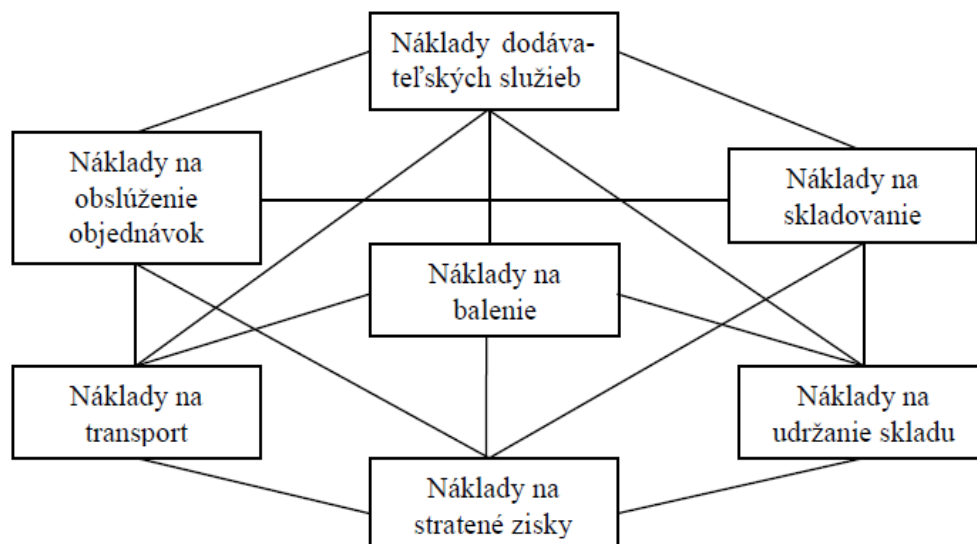 Náklady dodáva-
teľských služieb
Náklady na
obslúženie
objednávok
Náklady na
skladovanie
Náklady na
balenie
Náklady na
transport
Náklady na
udržanie skladu
Náklady na
stratené zisky